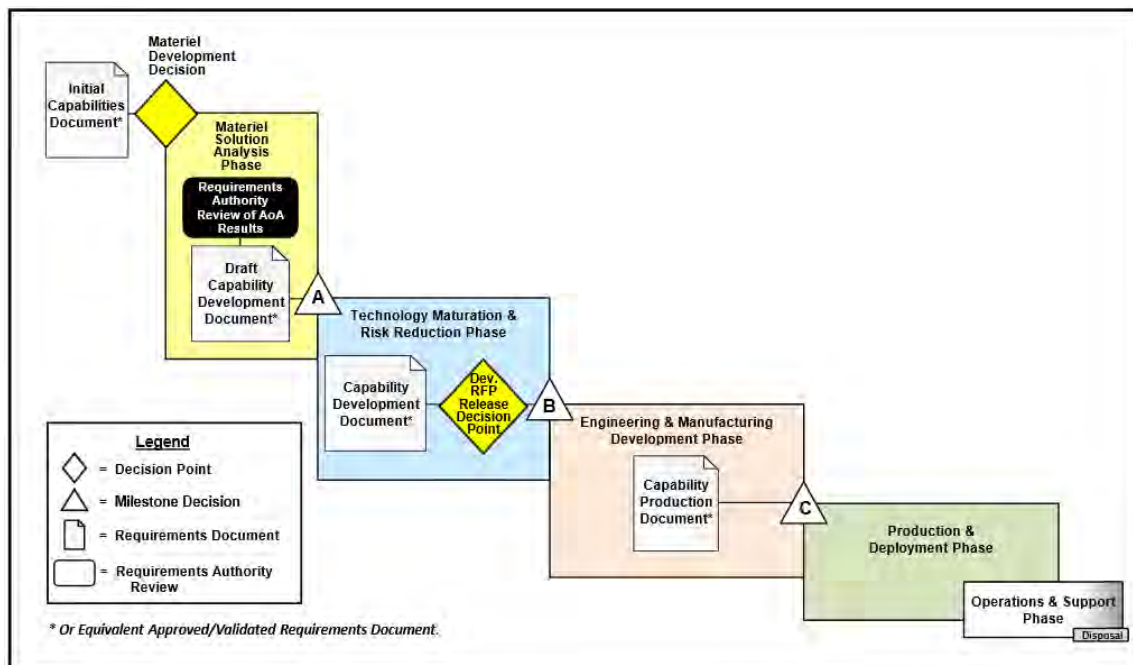 Materiel
Development
Decision
Initial
Capabilities
Document*
Materiel
Solution
Analysis
Phase
Requirements
Authority
Review of AoA
Results
Draft
Capability
Development
Document*
A
Technology Maturation &
Risk Reduction Phase
Capability
Development
Document*
Dev.
RFP
Release
Decision
Point
B
Engineering & Manufacturing
Development Phase
Capability
Production
Document*
C
Production &
Deployment Phase
Operations & Support
Phase
Disposal
Legend
= Decision Point
= Milestone Decision
= Requirements Document
= Requirements Authority
Review
* Or Equivalent Approved/Validated Requirements Document.